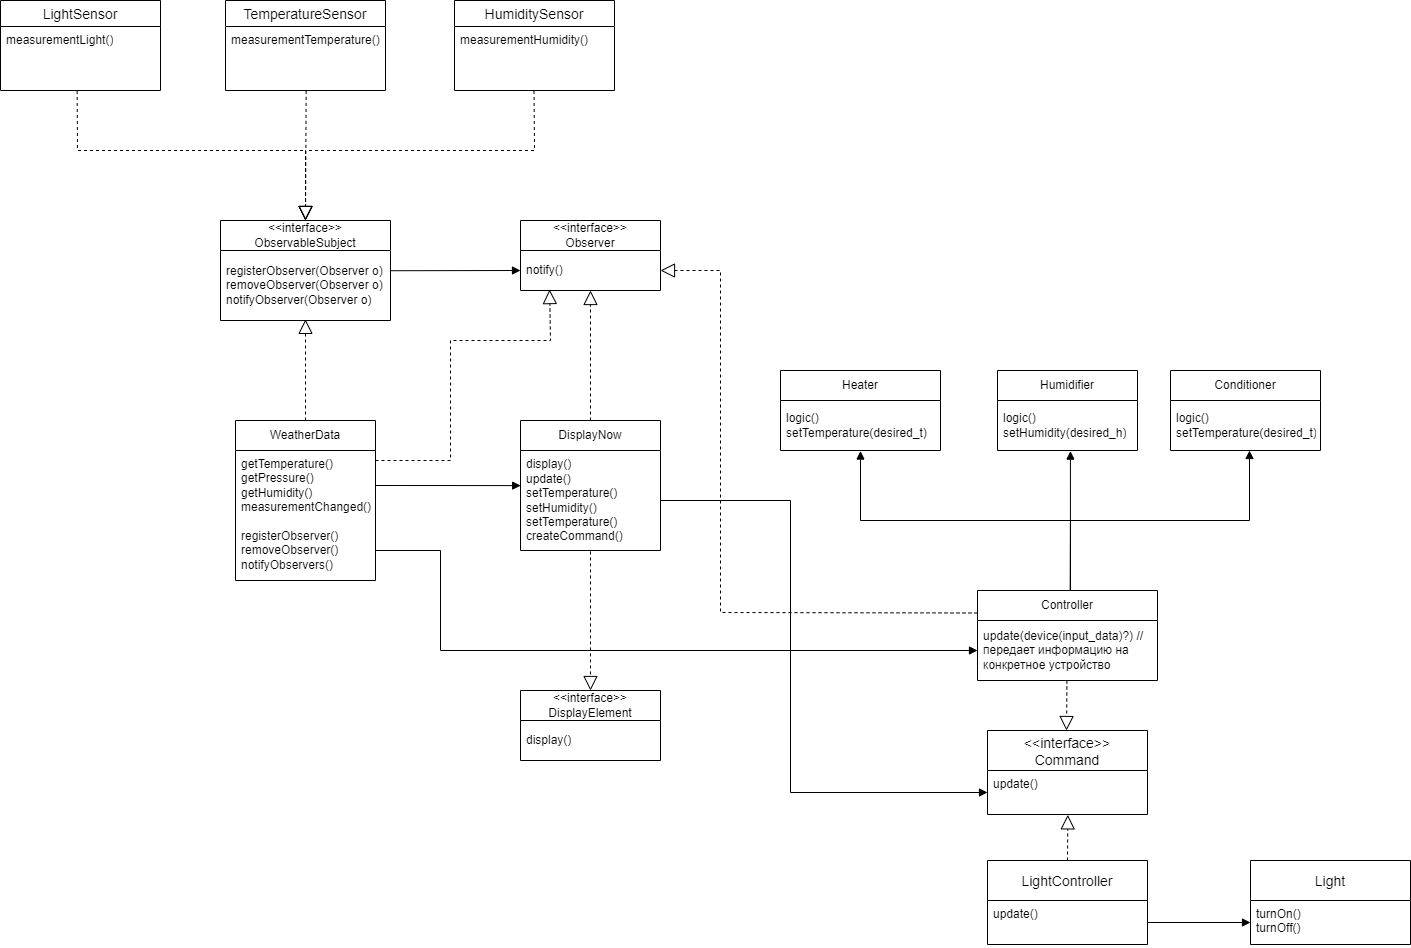 LightSensor
measurementLight()
TemperatureSensor
measurementTemperature()
HumiditySensor
measurementHumidity()
<<interface>>
ObservableSubject
registerObserver(Observer o)
removeObserver(Observer o)
notifyObserver(Observer o)
<<interface>>
Observer
notify()
Heater
logic()
setTemperature(desired_t)
Humidifier
logic()
setHumidity(desired_h)
Conditioner
logic()
setTemperature(desired_t)
WeatherData
getTemperature()
getPressure()
getHumidity()
measurementChanged()
registerObserver()
removeObserver()
notifyObservers()
DisplayNow
display()
update()
setTemperature()
setHumidity()
setTemperature()
createCommand()
Controller
update(device(input_data)?) //
передает информацию на
конкретное устройство
<<interface>>
DisplayElement
display()
<<interface>>
Command
update()
LightController
update()
Light
turnOn()
turnOff()